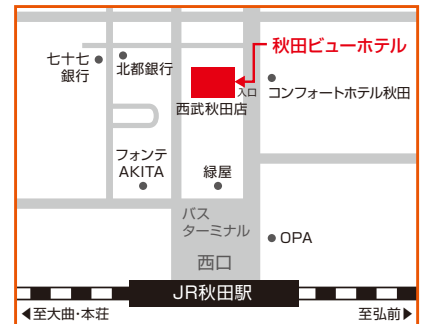 秋田ビューホテル
七十七
銀行
北都銀行
入口
コンフォートホテル秋田
西武秋田店
フォンテ
AKITA
緑屋
バス
ターミナル
OPA
西口
JR秋田駅
◀至大曲・本荘
至弘前▶